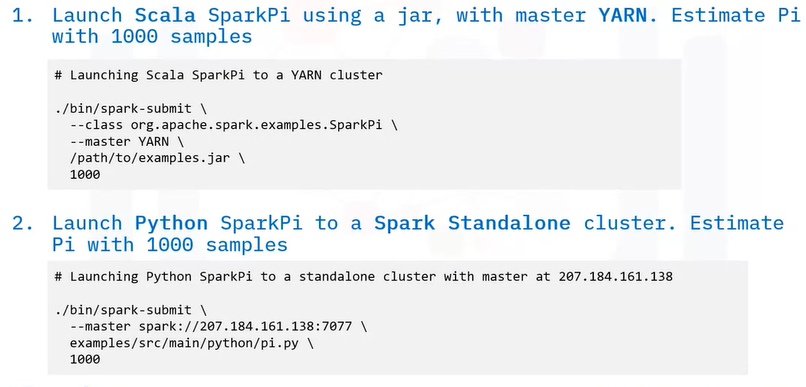 1. Launch Scala SparkPi using a jar, with master YARN. Estimate Pi
with 1000 samples
# Launching Scala SparkPi to a YARN cluster
./bin/spark-submit \
--class org.apache.spark.examples.SparkPi \
--master YARN \
/path/to/examples.jar \
1000
2. Launch Python SparkPi to a Spark Standalone cluster. Estimate
Pi with 1000 samples
# Launching Python SparkPi to a standalone cluster with master at 207.184.161.138
./bin/spark-submit \
--master spark://207.184.161.138:7077 \
examples/src/main/python/pi.py \
1000